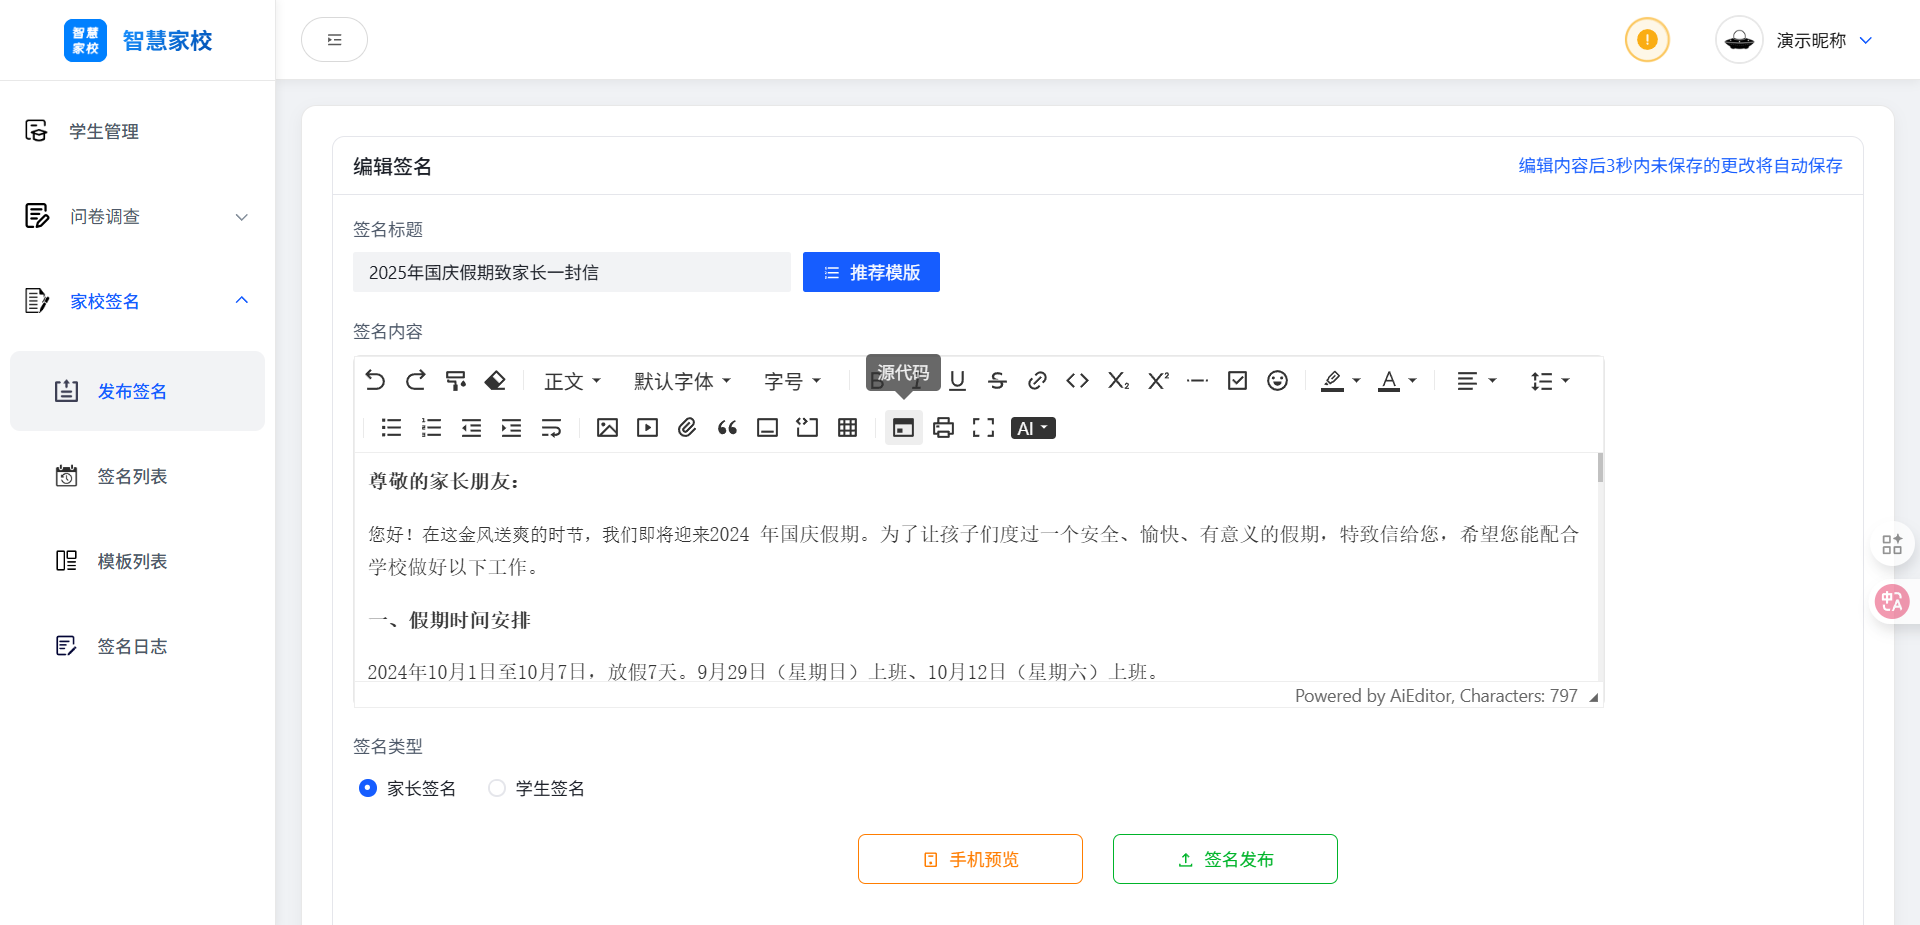 智慧
家校
智慧家校
演示昵称
学生管理
问卷调查
家校签名
发布签名
签名列表
模板列表
签名日志
编辑签名
编辑内容后3秒内未保存的更改将自动保存
签名标题
2025年国庆假期致家长一封信
推荐模版
签名内容
正文
默认字体
字号
源代码
AI
尊敬的家长朋友：
您好！在这金风送爽的时节，我们即将迎来2024 年国庆假期。为了让孩子们度过一个安全、愉快、有意义的假期，特致信给您，希望您能配合
学校做好以下工作。
一、假期时间安排
2024年10月1日至10月7日，放假7天。9月29日（星期日）上班、10月12日（星期六）上班。
Powered by AiEditor, Characters: 797
签名类型
家长签名
学生签名
手机预览
签名发布